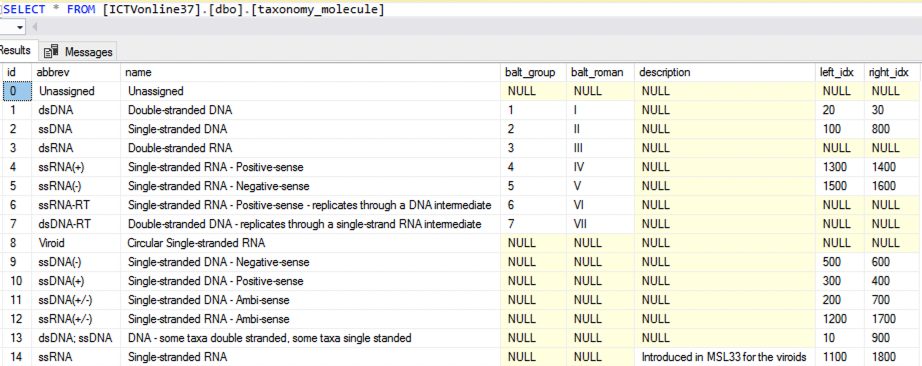 SELECT * FROM [ICTVonline37].[dbo].[taxonomy_molecule]
Results Messages
id abbrev name balt_group balt_roman description left_idx right_idx
0 Unassigned Unassigned NULL NULL NULL NULL NULL
1 dsDNA Double-stranded DNA 1 I NULL 20 30
2 ssDNA Single-stranded DNA 2 II NULL 100 800
3 dsRNA Double-stranded RNA 3 III NULL NULL NULL
4 ssRNA(+) Single-stranded RNA - Positive-sense 4 IV NULL 1300 1400
5 ssRNA(-) Single-stranded RNA - Negative-sense 5 V NULL 1500 1600
6 ssRNA-RT Single-stranded RNA - Positive-sense - replicates through a DNA intermediate 6 VI NULL NULL NULL
7 dsDNA-RT Double-stranded DNA - replicates through a single-strand RNA intermediate 7 VII NULL NULL NULL
8 Viroid Circular Single-stranded RNA NULL NULL NULL NULL NULL
9 ssDNA(-) Single-stranded DNA - Negative-sense NULL NULL NULL 500 600
10 ssDNA(+) Single-stranded DNA - Positive-sense NULL NULL NULL 300 400
11 ssDNA(+/-) Single-stranded DNA - Ambi-sense NULL NULL NULL 200 700
12 ssRNA(+/-) Single-stranded RNA - Ambi-sense NULL NULL NULL 1200 1700
13 dsDNA; ssDNA DNA - some taxa double stranded, some taxa single standed NULL NULL NULL 10 900
14 ssRNA Single-stranded RNA NULL NULL Introduced in MSL33 for the viroids 1100 1800